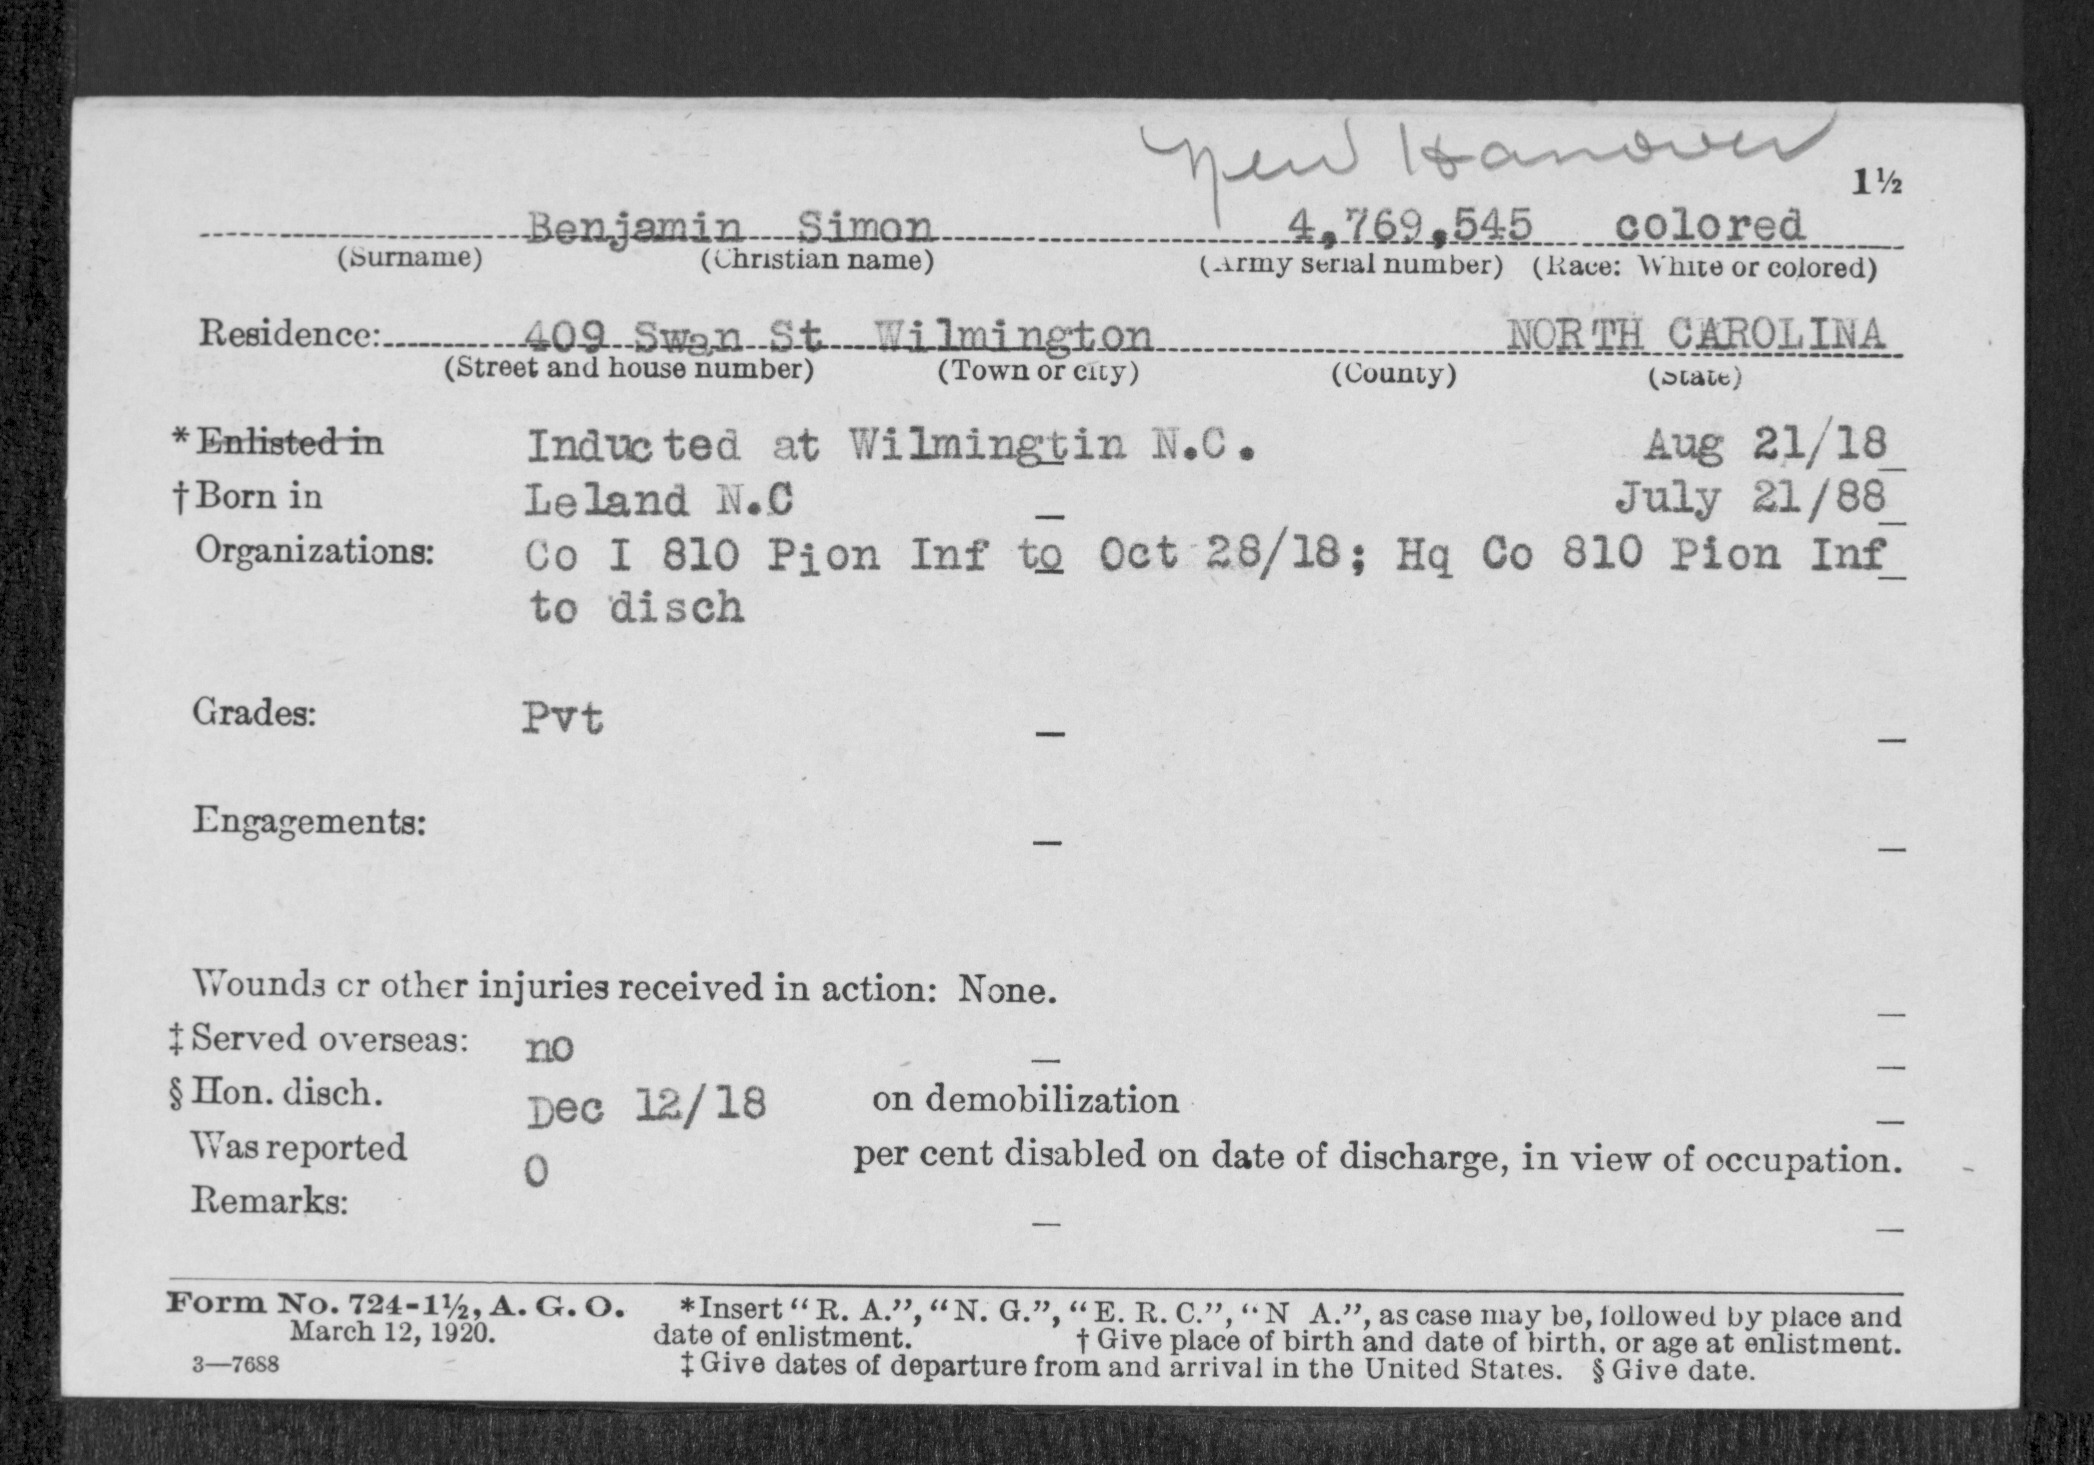 New Hanover
1½
Benjamin Simon 4,769,545 colored
(Surname) (Christian name) (Army serial number) (Race: White or colored)
Residence: 409 Swan St Wilmington NORTH CAROLINA
(Street and house number) (Town or city) (County) (State)
*Enlisted in Inducted at Wilmingtin N.C. Aug 21/18
†Born in Leland N.C July 21/88
Organizations: Co I 810 Pion Inf to Oct 28/18; Hq Co 810 Pion Inf
to disch
Grades: Pvt
Engagements:
Wounds or other injuries received in action: None.
‡Served overseas: no
§Hon. disch. Dec 12/18 on demobilization
Was reported 0 per cent disabled on date of discharge, in view of occupation.
Remarks:
Form No. 724-1½, A. G. O. *Insert "R. A.", "N. G.", "E. R. C.", "N A.", as case may be, followed by place and
March 12, 1920. date of enlistment. †Give place of birth and date of birth, or age at enlistment.
3—7688 ‡Give dates of departure from and arrival in the United States. §Give date.